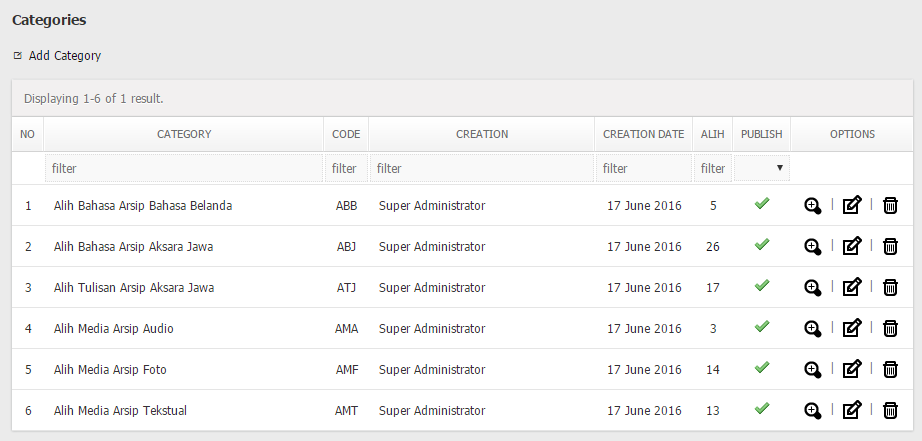 Categories
Add Category
Displaying 1-6 of 1 result.
NO CATEGORY CODE CREATION CREATION DATE ALIH PUBLISH OPTIONS
filter filter filter filter filter
1 Alih Bahasa Arsip Bahasa Belanda ABB Super Administrator 17 June 2016 5 | |
2 Alih Bahasa Arsip Aksara Jawa ABJ Super Administrator 17 June 2016 26 | |
3 Alih Tulisan Arsip Aksara Jawa ATJ Super Administrator 17 June 2016 17 | |
4 Alih Media Arsip Audio AMA Super Administrator 17 June 2016 3 | |
5 Alih Media Arsip Foto AMF Super Administrator 17 June 2016 14 | |
6 Alih Media Arsip Tekstual AMT Super Administrator 17 June 2016 13 | |